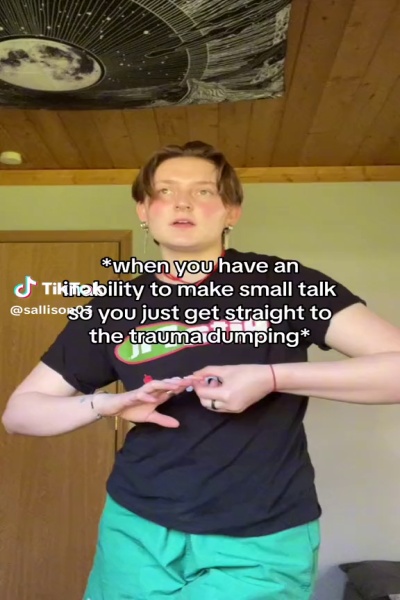 *when you have an
TikTok
inability to make small talk
@sallison03
so you just get straight to
the trauma dumping*